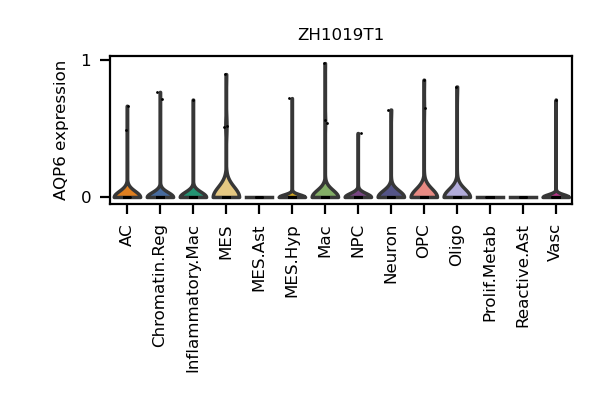 ZH1019T1
AQP6 expression
1
0
AC
Chromatin.Reg
Inflammatory.Mac
MES
MES.Ast
MES.Hyp
Mac
NPC
Neuron
OPC
Oligo
Prolif.Metab
Reactive.Ast
Vasc